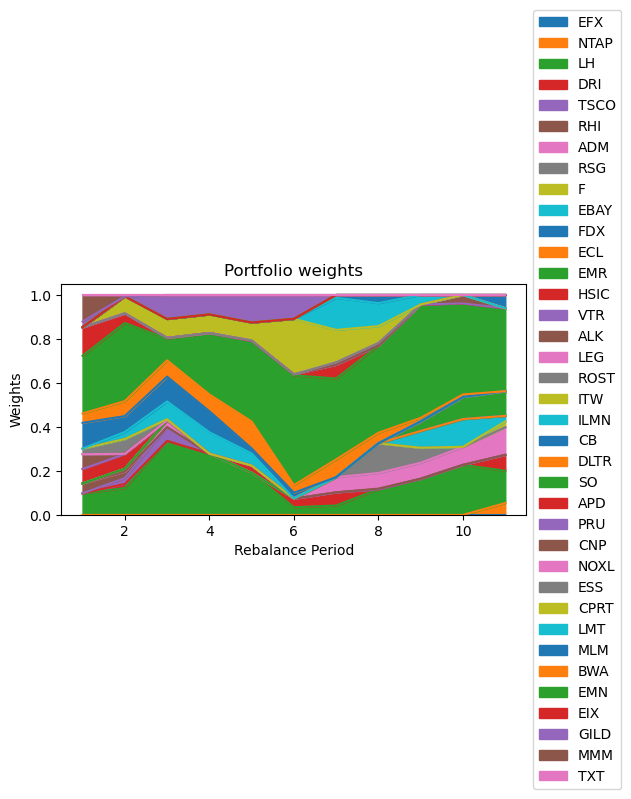 Portfolio weights
Weights
1.0
0.8
0.6
0.4
0.2
0.0
2
4
6
8
10
Rebalance Period
EFX
NTAP
LH
DRI
TSCO
RHI
ADM
RSG
F
EBAY
FDX
ECL
EMR
HSIC
VTR
ALK
LEG
ROST
ITW
ILMN
CB
DLTR
SO
APD
PRU
CNP
NOXL
ESS
CPRT
LMT
MLM
BWA
EMN
EIX
GILD
MMM
TXT